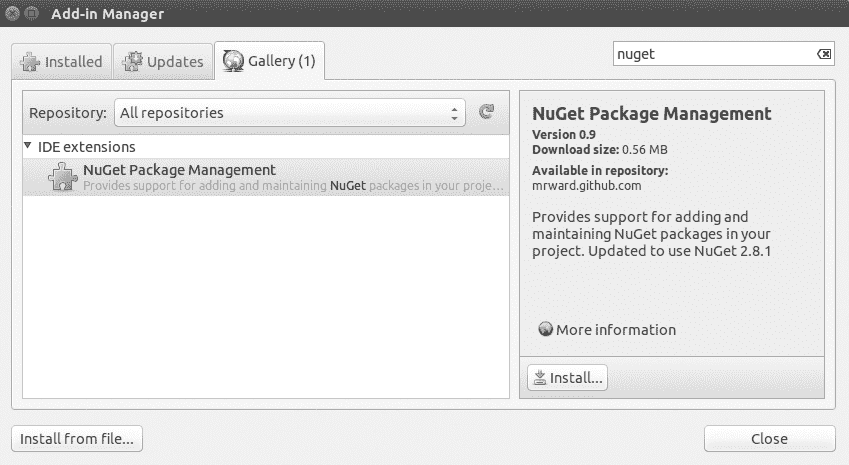 Add-in Manager
Installed
Updates
Gallery (1)
nuget
Repository:
All repositories
IDE extensions
NuGet Package Management
Provides support for adding and maintaining NuGet packages in your proje...
NuGet Package Management
Version 0.9
Download size: 0.56 MB
Available in repository:
mrward.github.com
Provides support for adding and
maintaining NuGet packages in your
project. Updated to use NuGet 2.8.1
More information
Install...
Install from file...
Close